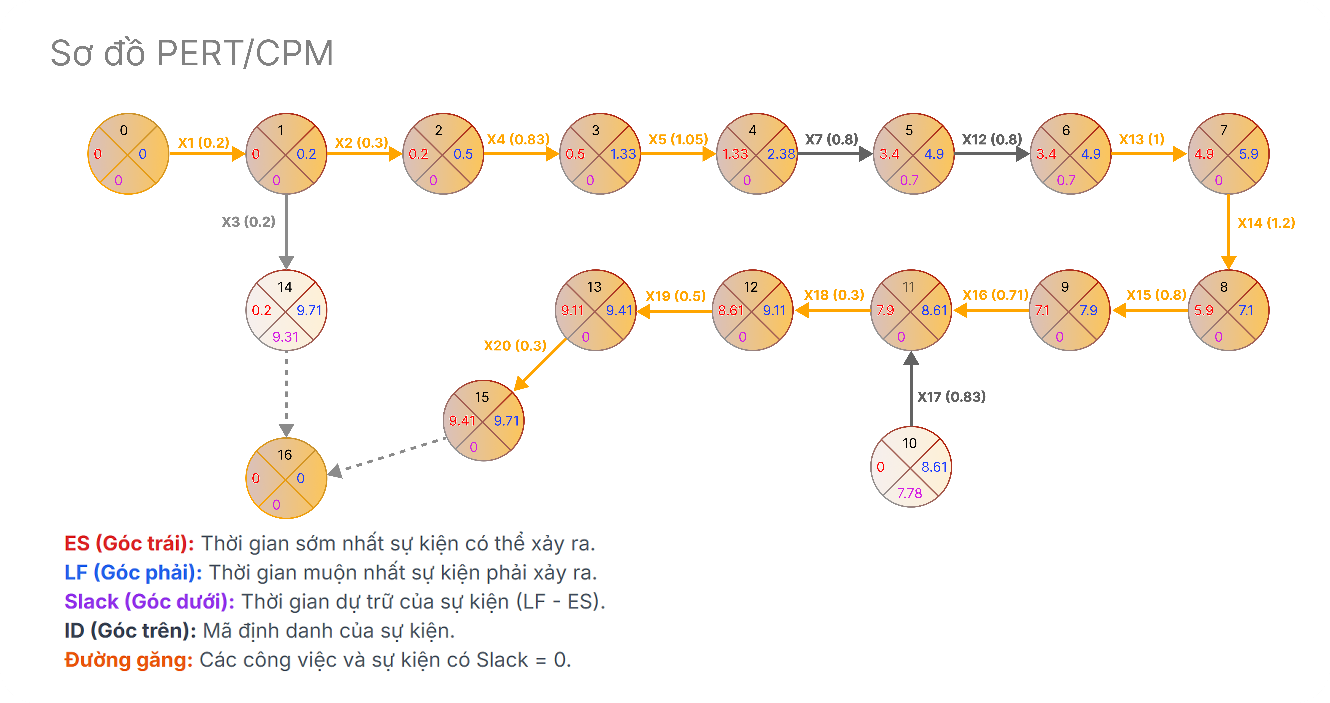 Sơ đồ PERT/CPM
0 1 2 3 4 5 6 7
X1 (0.2) X2 (0.3) X4 (0.83) X5 (1.05) X7 (0.8) X12 (0.8) X13 (1)
0 0 0 0.2 0.2 0.5 0.5 1.33 1.33 2.38 3.4 4.9 3.4 4.9 4.9 5.9
0 0 0 0 0 0.7 0.7 0
X3 (0.2) X14 (1.2)
14 13 12 11 9 8
X19 (0.5) X18 (0.3) X16 (0.71) X15 (0.8)
0.2 9.71 9.11 9.41 8.61 9.11 7.9 8.61 7.1 7.9 5.9 7.1
9.31 0 0 0 0 0
X20 (0.3)
15 X17 (0.83)
9.41 9.71
0 10
16 0 8.61
0 0 7.78
0
ES (Góc trái): Thời gian sớm nhất sự kiện có thể xảy ra.
LF (Góc phải): Thời gian muộn nhất sự kiện phải xảy ra.
Slack (Góc dưới): Thời gian dự trữ của sự kiện (LF - ES).
ID (Góc trên): Mã định danh của sự kiện.
Đường găng: Các công việc và sự kiện có Slack = 0.